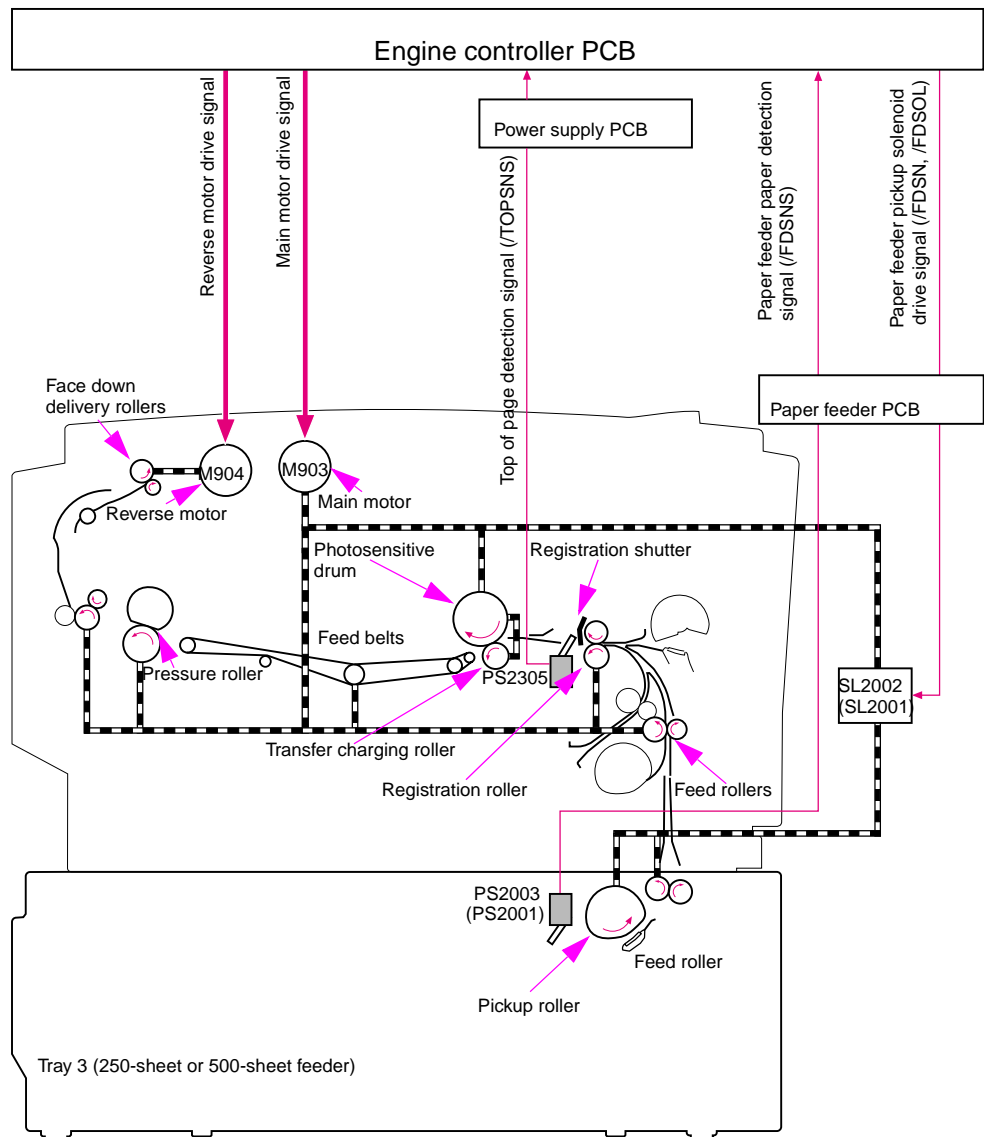 Engine controller PCB
Reverse motor drive signal
Main motor drive signal
Top of page detection signal (/TOPSNS)
Power supply PCB
Paper feeder paper detection
signal (/FDSNS)
Paper feeder pickup solenoid
drive signal (/FDSN, /FDSOL)
Paper feeder PCB
Face down
delivery rollers
M904
M903
Reverse motor
Main motor
Photosensitive
drum
Registration shutter
Feed belts
Pressure roller
PS2305
SL2002
(SL2001)
Transfer charging roller
Registration roller
Feed rollers
PS2003
(PS2001)
Feed roller
Pickup roller
Tray 3 (250-sheet or 500-sheet feeder)